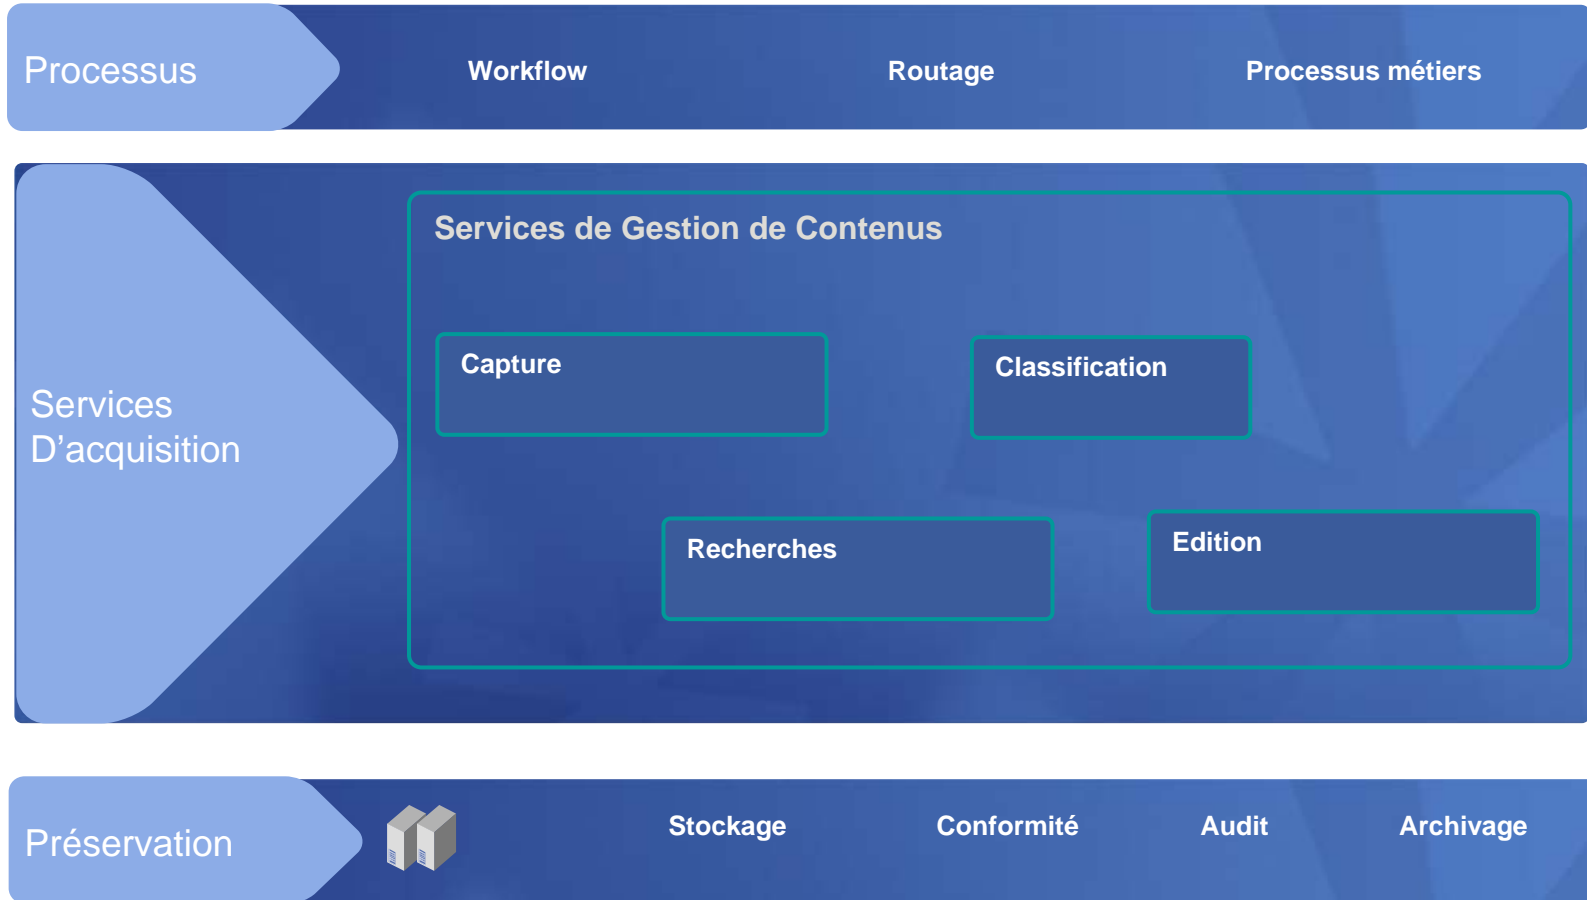 Processus
Workflow
Routage
Processus métiers
Services de Gestion de Contenus
Capture
Classification
Services
D’acquisition
Recherches
Edition
Préservation
Stockage
Conformité
Audit
Archivage